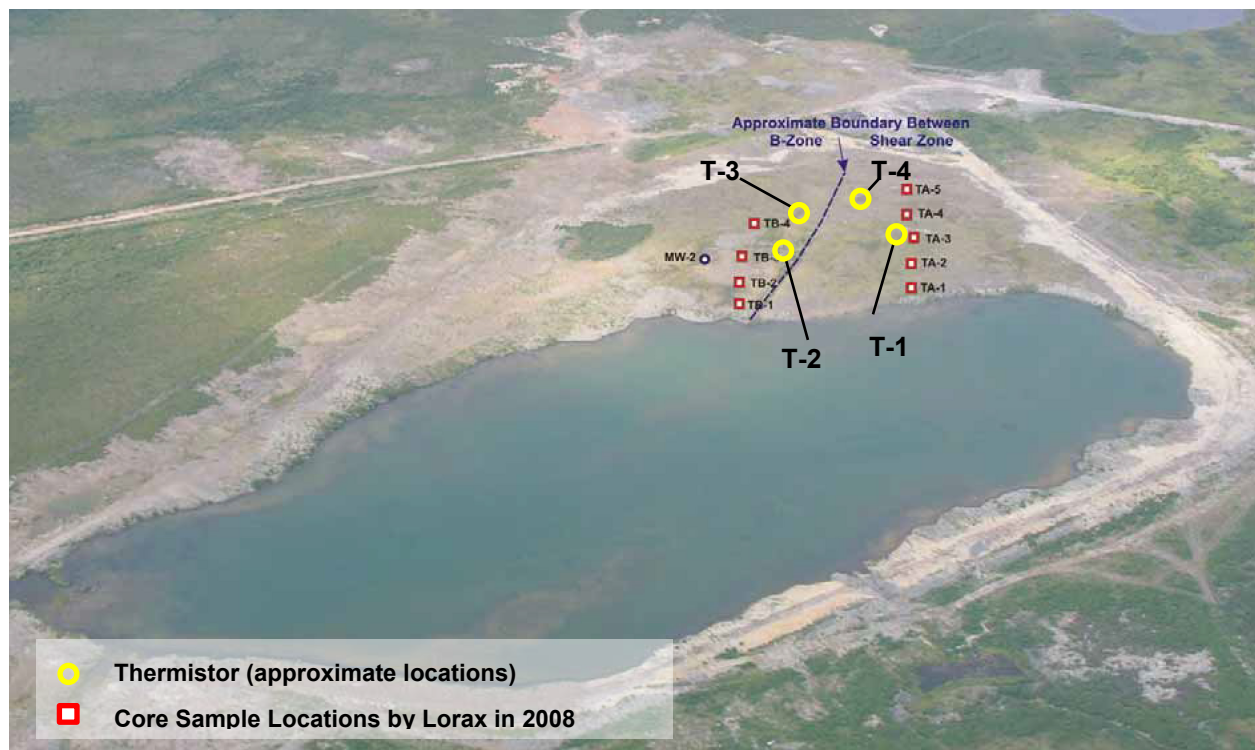 Approximate Boundary Between
B-Zone Shear Zone
T-3
T-4
TA-5
TB-4
TA-4
TA-3
MW-2
TB-
TA-2
TB-2
TA-1
TB-1
T-2
T-1
Thermistor (approximate locations)
Core Sample Locations by Lorax in 2008